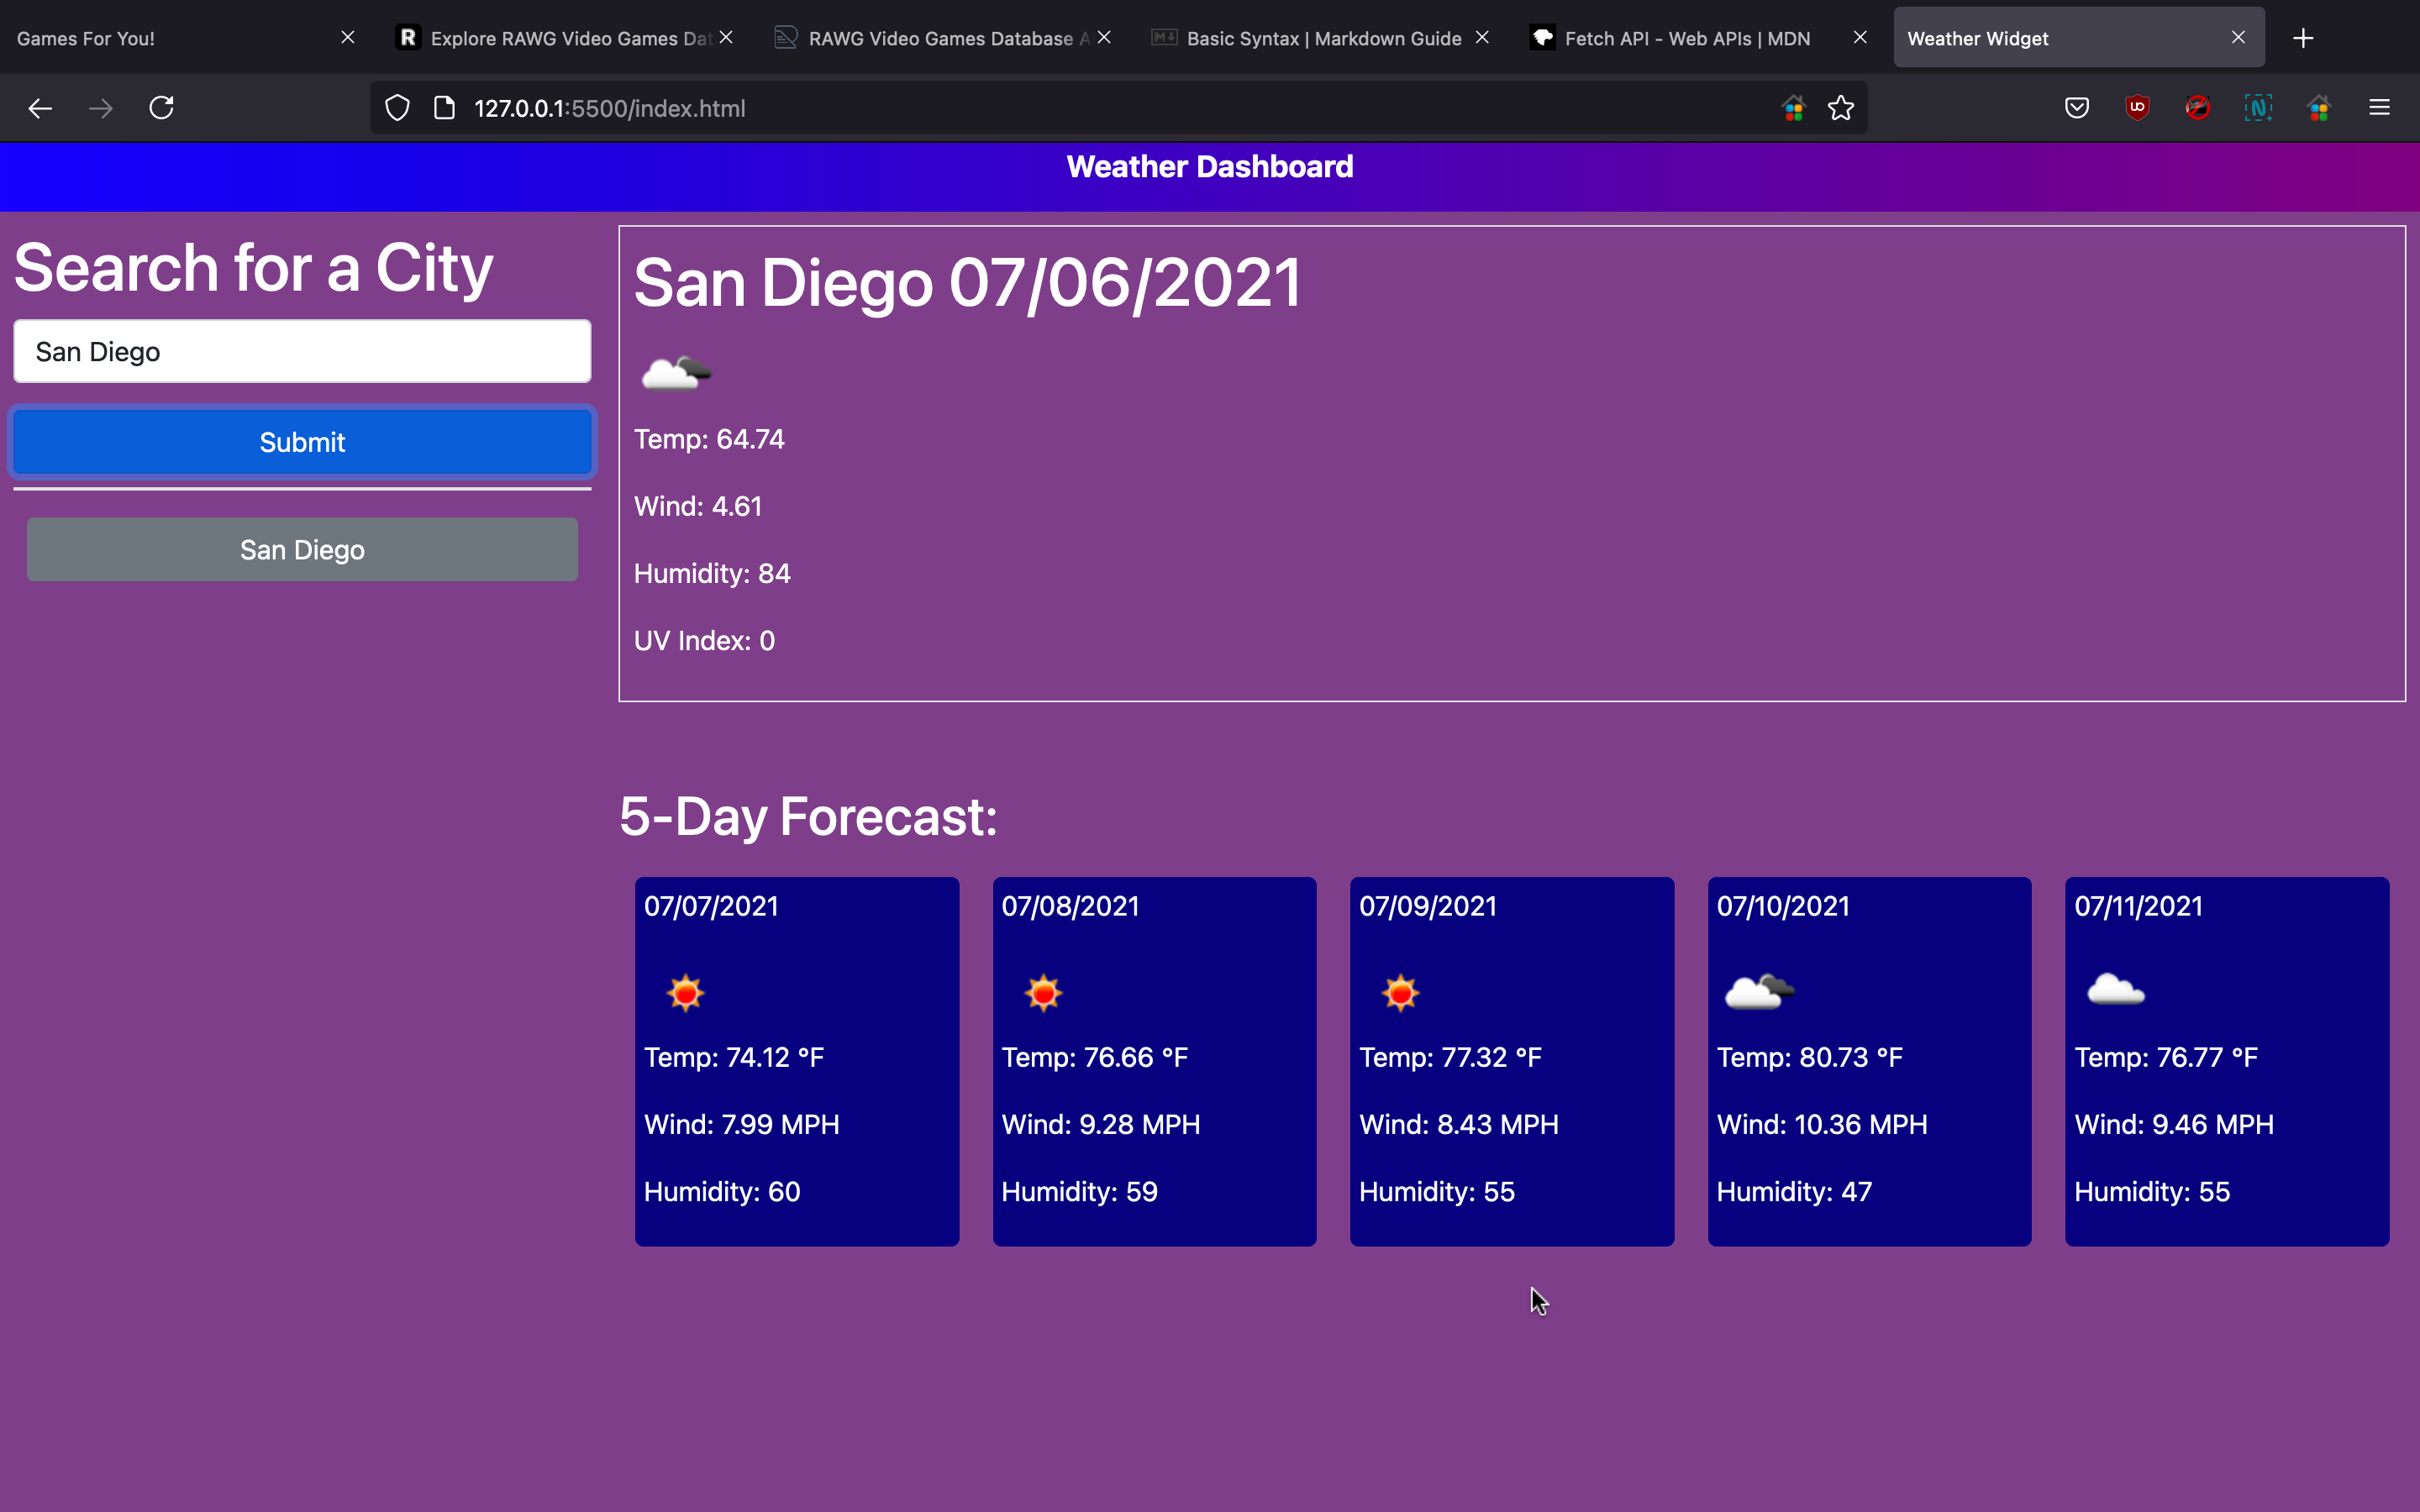 Games For You!
R Explore RAWG Video Games Dat
RAWG Video Games Database A
M Basic Syntax | Markdown Guide
Fetch API - Web APIs | MDN
Weather Widget
127.0.0.1:5500/index.html
Weather Dashboard
Search for a City
San Diego
Submit
San Diego
San Diego 07/06/2021
Temp: 64.74
Wind: 4.61
Humidity: 84
UV Index: 0
5-Day Forecast:
07/07/2021
Temp: 74.12 °F
Wind: 7.99 MPH
Humidity: 60
07/08/2021
Temp: 76.66 °F
Wind: 9.28 MPH
Humidity: 59
07/09/2021
Temp: 77.32 °F
Wind: 8.43 MPH
Humidity: 55
07/10/2021
Temp: 80.73 °F
Wind: 10.36 MPH
Humidity: 47
07/11/2021
Temp: 76.77 °F
Wind: 9.46 MPH
Humidity: 55